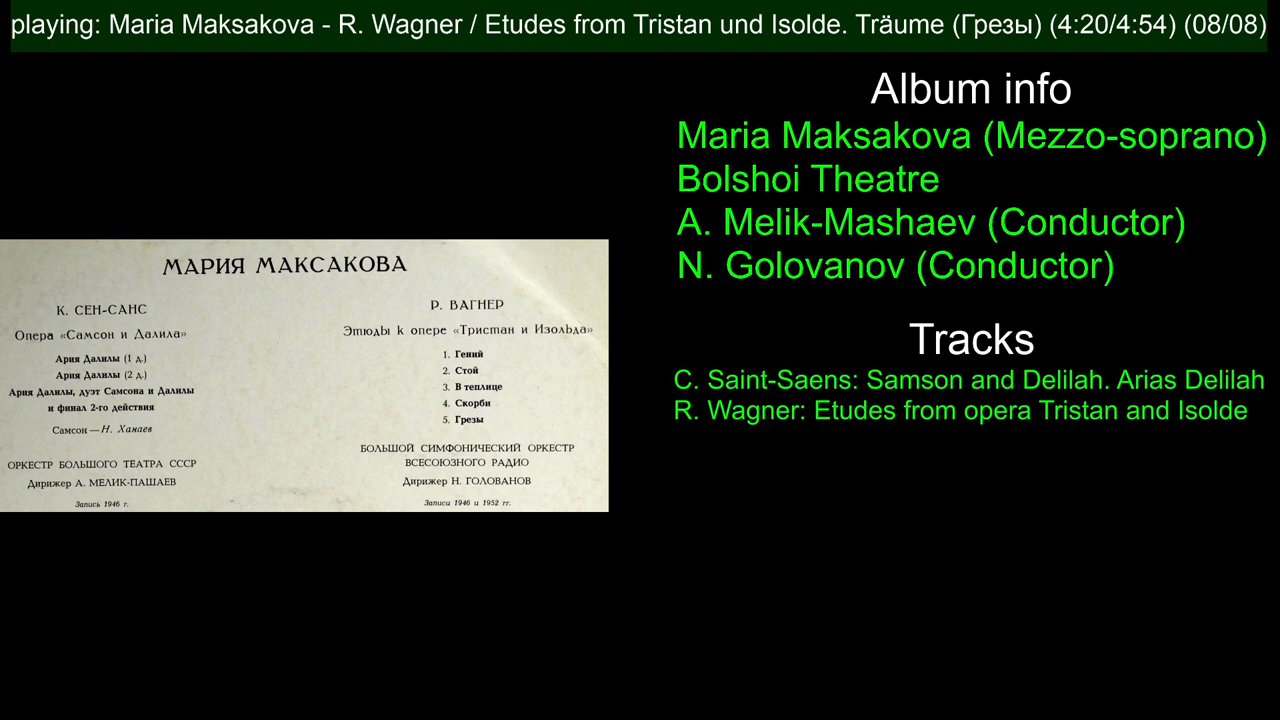 playing: Maria Maksakova - R. Wagner / Etudes from Tristan und Isolde. Träume (Грезы) (4:20/4:54) (08/08)
Album info
Maria Maksakova (Mezzo-soprano)
Bolshoi Theatre
A. Melik-Mashaev (Conductor)
N. Golovanov (Conductor)
Tracks
C. Saint-Saens: Samson and Delilah. Arias Delilah
R. Wagner: Etudes from opera Tristan and Isolde
МАРИЯ МАКСАКОВА
К. СЕН-САНС
Опера «Самсон и Далила»
Ария Далилы (1 д.)
Ария Далилы (2 д.)
Ария Далилы, дуэт Самсона и Далилы
и финал 2-го действия
Самсон — Н. Ханаев
ОРКЕСТР БОЛЬШОГО ТЕАТРА СССР
Дирижер А. МЕЛИК-ПАШАЕВ
Запись 1946 г.
Р. ВАГНЕР
Этюды к опере «Тристан и Изольда»
1. Гений
2. Стой
3. В теплице
4. Скорби
5. Грезы
БОЛЬШОЙ СИМФОНИЧЕСКИЙ ОРКЕСТР
ВСЕСОЮЗНОГО РАДИО
Дирижер Н. ГОЛОВАНОВ
Записи 1946 и 1952 гг.